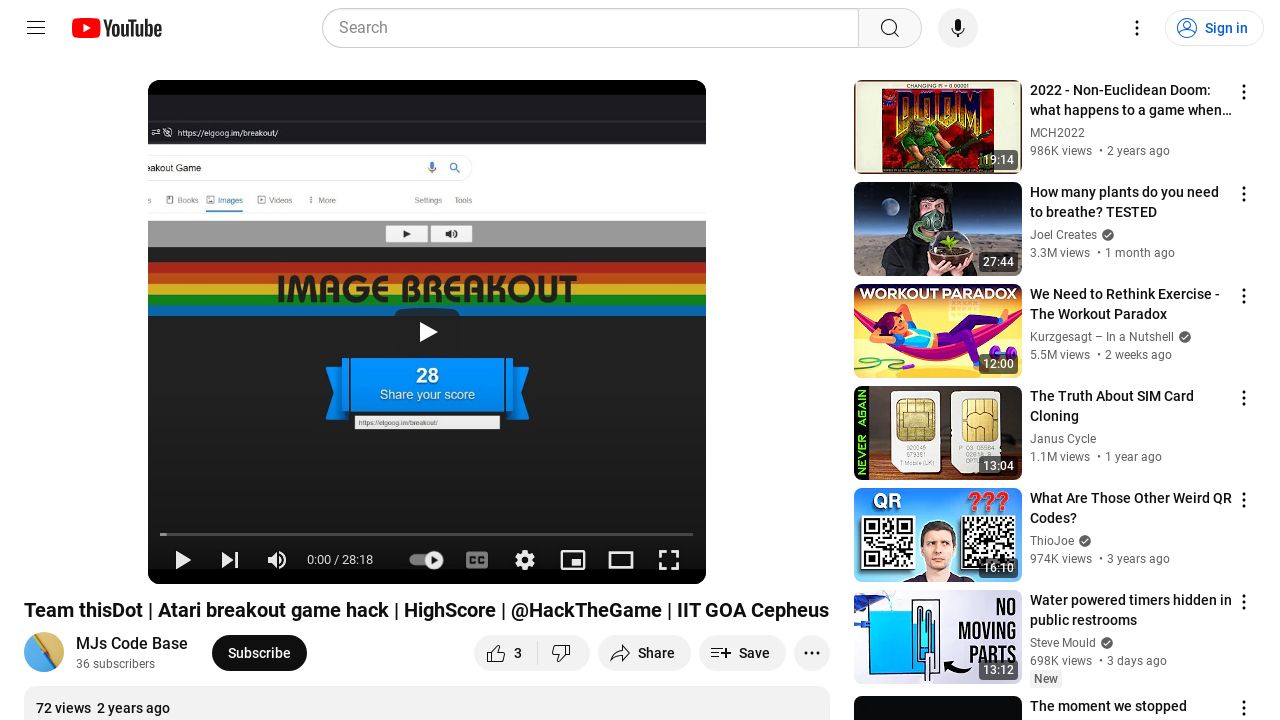 YouTube
Search
Sign in
https://elgoog.im/breakout/
eakout Game
Books
Images
Videos
More
Settings
Tools
IMAGE BREAKOUT
28
Share your score
https://elgoog.im/breakout/
0:00 / 28:18
CC
Team thisDot | Atari breakout game hack | HighScore | @HackTheGame | IIT GOA Cepheus
MJs Code Base
36 subscribers
Subscribe
3
Share
Save
72 views 2 years ago
CHANGING PI = 0.00001
DOOM
19:14
2022 - Non-Euclidean Doom:
what happens to a game when…
MCH2022
986K views • 2 years ago
27:44
How many plants do you need
to breathe? TESTED
Joel Creates
3.3M views • 1 month ago
WORKOUT PARADOX
12:00
We Need to Rethink Exercise -
The Workout Paradox
Kurzgesagt – In a Nutshell
5.5M views • 2 weeks ago
NEVER AGAIN
T Mobile (UK)
13:04
The Truth About SIM Card
Cloning
Janus Cycle
1.1M views • 1 year ago
QR
???
16:10
What Are Those Other Weird QR
Codes?
ThioJoe
974K views • 3 years ago
NO
MOVING
PARTS
13:12
Water powered timers hidden in
public restrooms
Steve Mould
698K views • 3 days ago
New
The moment we stopped